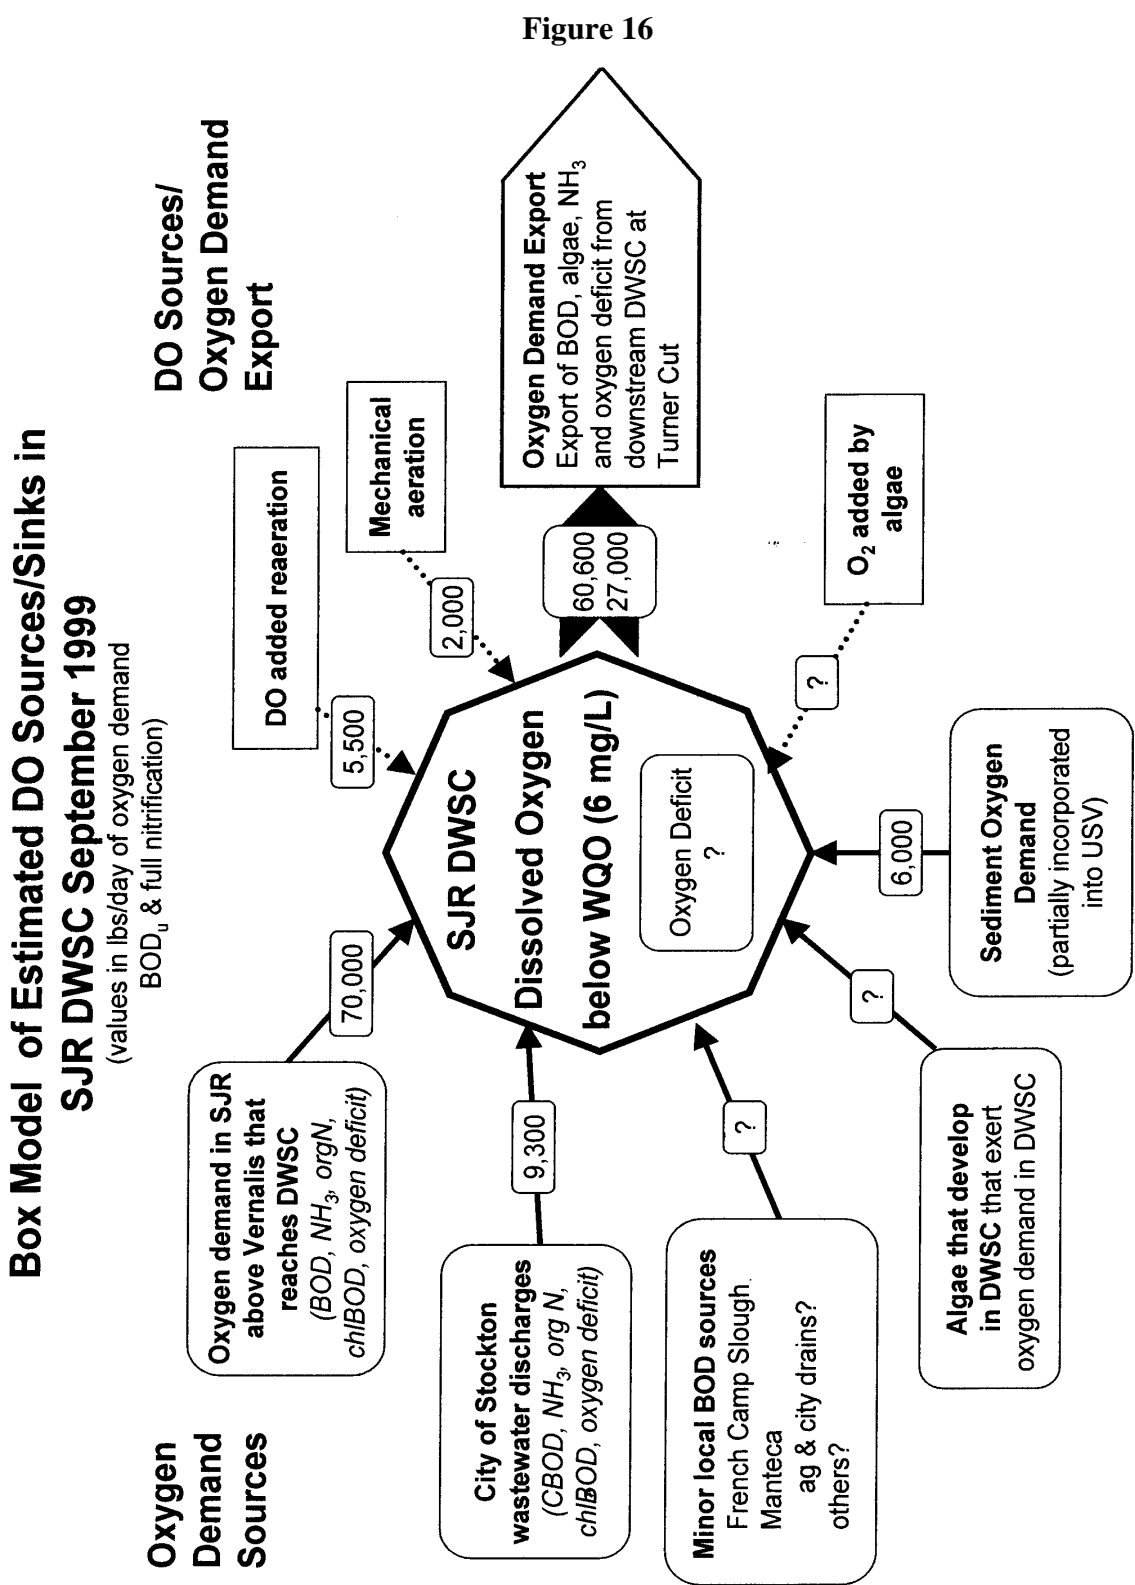 Figure 16
Box Model of Estimated DO Sources/Sinks in
SJR DWSC September 1999
(values in lbs/day of oxygen demand
BODu & full nitrification)
Oxygen
Demand
Sources
DO Sources/
Oxygen Demand
Export
Oxygen demand in SJR
above Vernalis that
reaches DWSC
(BOD, NH3, orgN,
chlBOD, oxygen deficit)
70,000
City of Stockton
wastewater discharges
(CBOD, NH3, org N,
chlBOD, oxygen deficit)
9,300
Minor local BOD sources
French Camp Slough.
Manteca
ag & city drains?
others?
?
Algae that develop
in DWSC that exert
oxygen demand in DWSC
?
Sediment Oxygen
Demand
(partially incorporated
into USV)
6,000
SJR DWSC
Dissolved Oxygen
below WQO (6 mg/L)
Oxygen Deficit
?
DO added reaeration
5,500
Mechanical
aeration
2,000
60,600
27,000
Oxygen Demand Export
Export of BOD, algae, NH3
and oxygen deficit from
downstream DWSC at
Turner Cut
O2 added by
algae
?